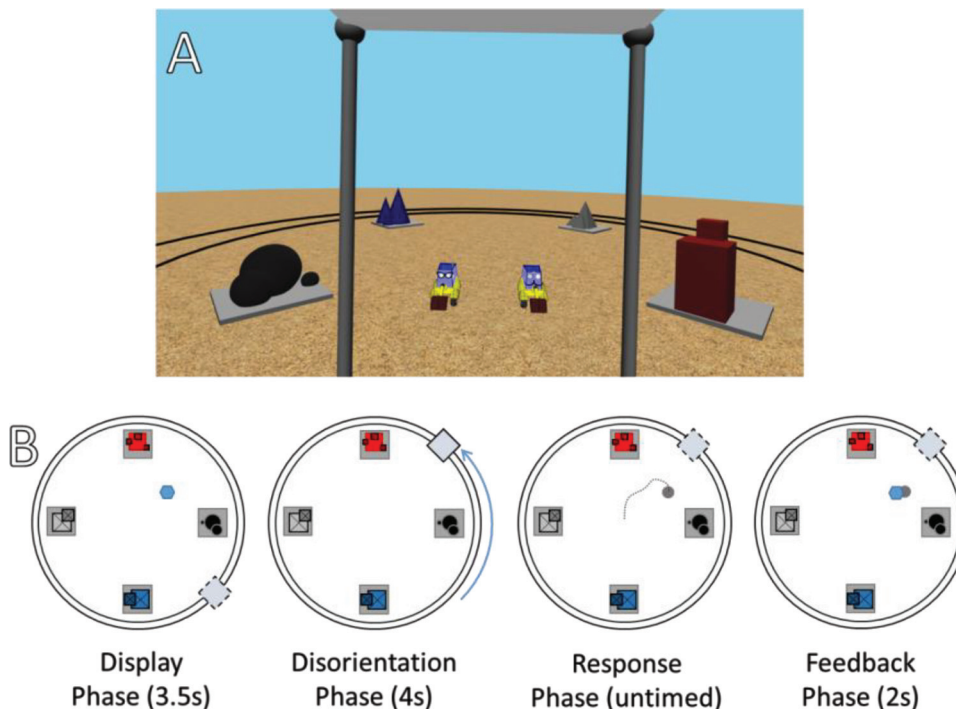 A
B
Display
Phase (3.5s)
Disorientation
Phase (4s)
Response
Phase (untimed)
Feedback
Phase (2s)